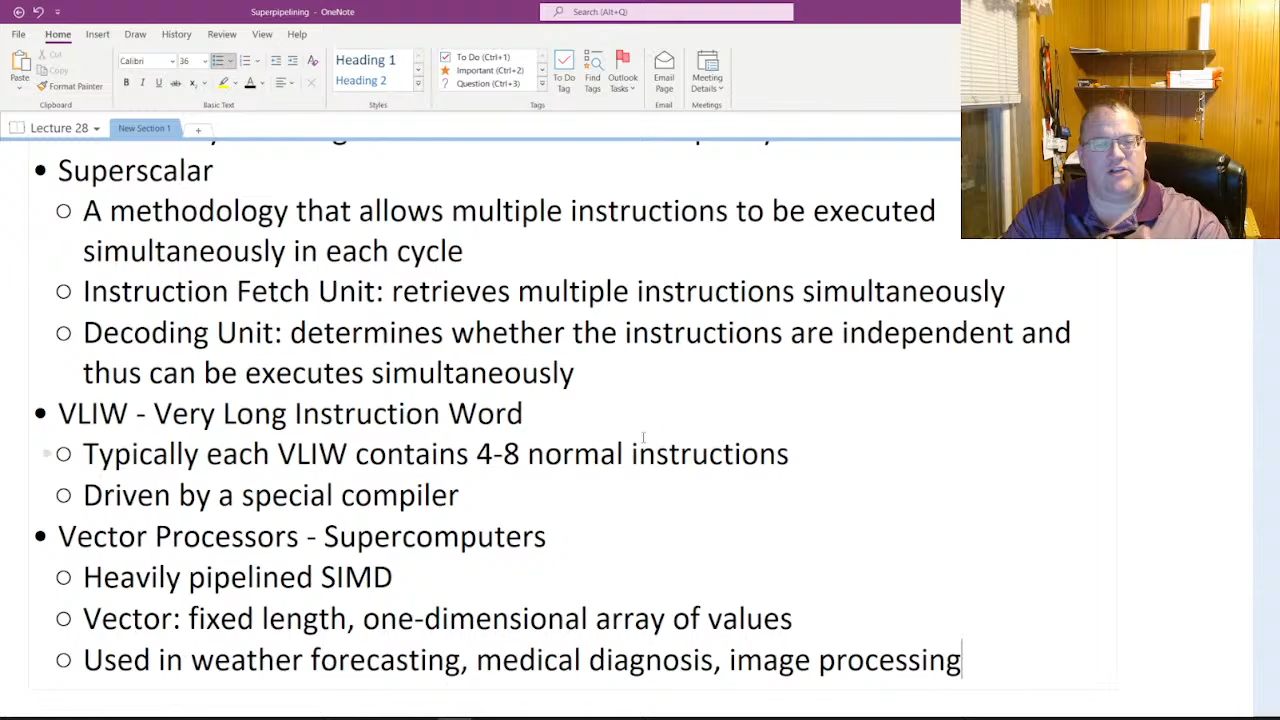 Superpipelining - OneNote
Search (Alt+Q)
File Home Insert Draw History Review View Help
Paste
Cut
Copy
Format Painter
Clipboard
Calibri 36
B I U ab
A
Basic Text
Heading 1
Heading 2
Styles
To Do (Ctrl+1)
Important (Ctrl+2)
Question (Ctrl+3)
To Do
Tag
Find
Tags
Outlook
Tasks
Tags
Email
Page
Email
Meeting
Details
Meetings
Lecture 28
New Section 1
+
• Superscalar
○ A methodology that allows multiple instructions to be executed
simultaneously in each cycle
○ Instruction Fetch Unit: retrieves multiple instructions simultaneously
○ Decoding Unit: determines whether the instructions are independent and
thus can be executes simultaneously
• VLIW - Very Long Instruction Word
○ Typically each VLIW contains 4-8 normal instructions
○ Driven by a special compiler
• Vector Processors - Supercomputers
○ Heavily pipelined SIMD
○ Vector: fixed length, one-dimensional array of values
○ Used in weather forecasting, medical diagnosis, image processing